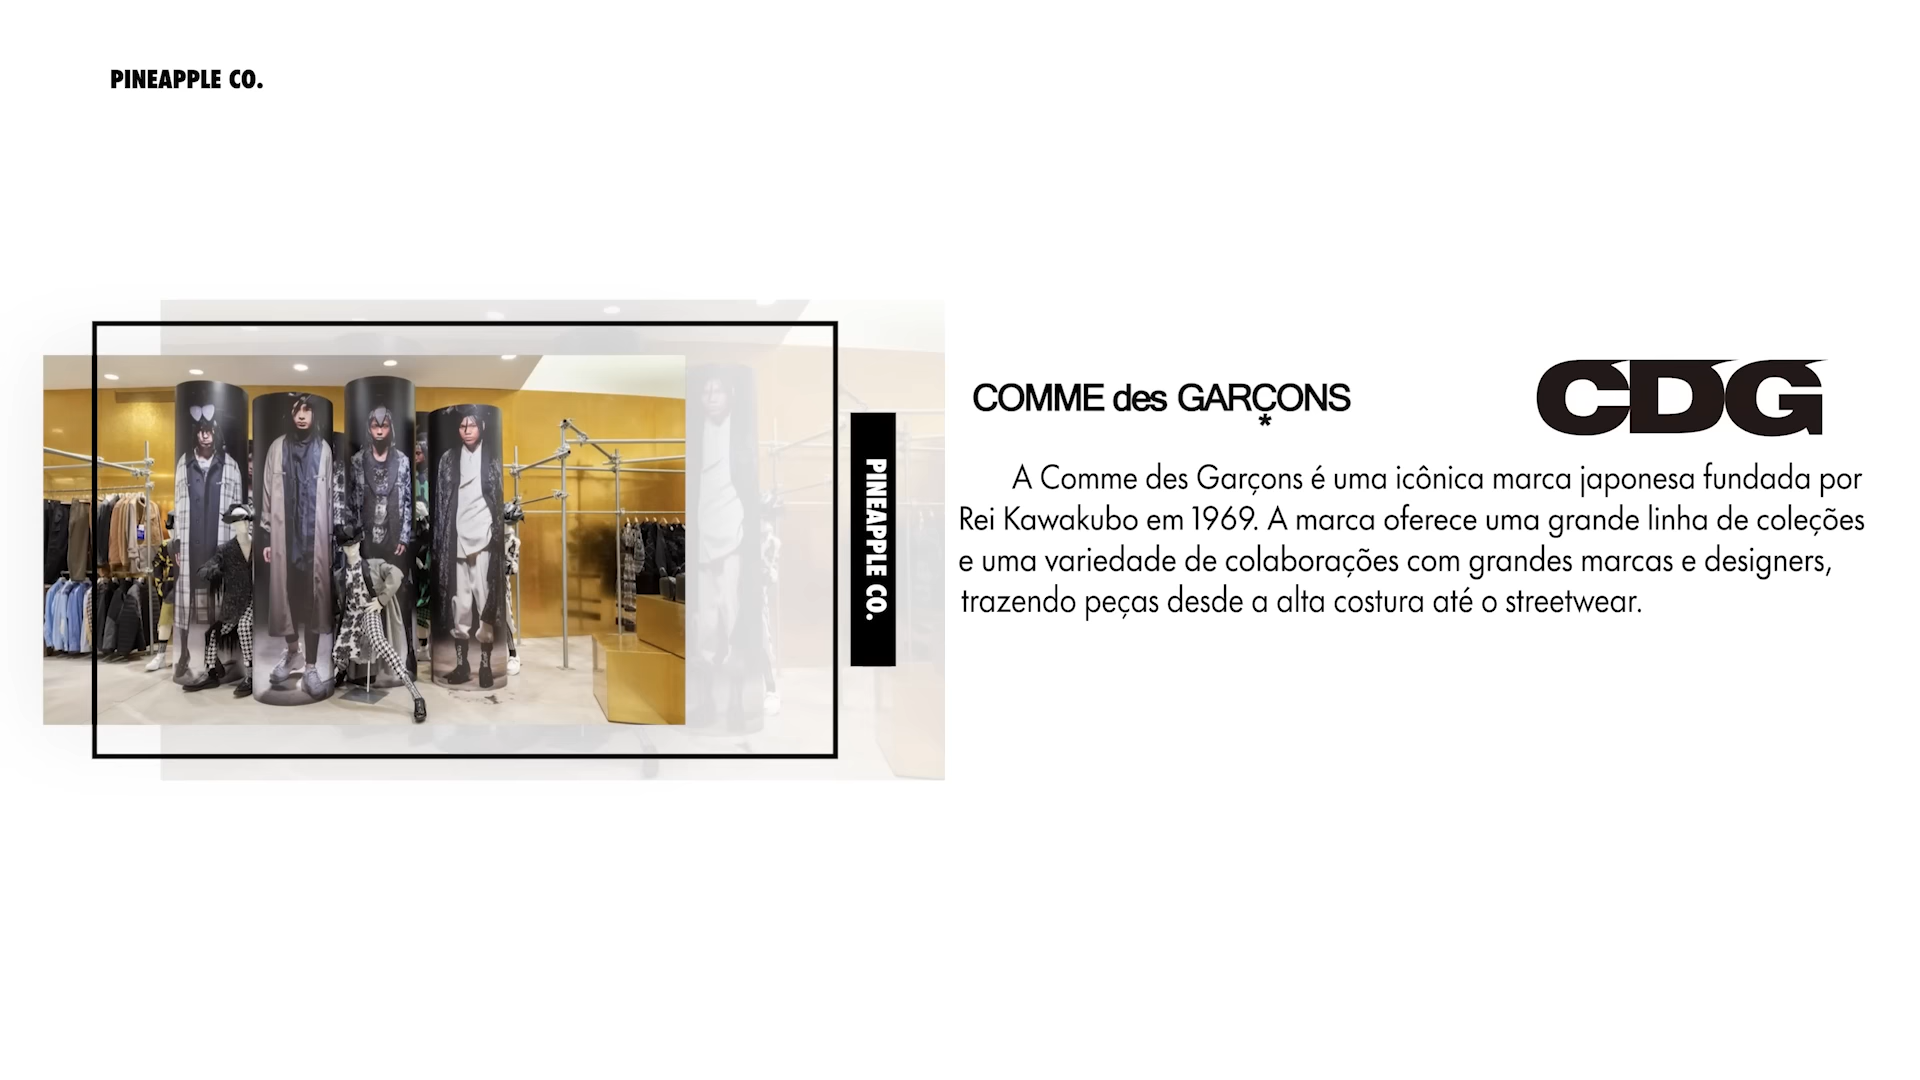 PINEAPPLE CO.
PINEAPPLE CO.
COMME des GARÇONS
*
CDG
A Comme des Garçons é uma icônica marca japonesa fundada por
Rei Kawakubo em 1969. A marca oferece uma grande linha de coleções
e uma variedade de colaborações com grandes marcas e designers,
trazendo peças desde a alta costura até o streetwear.